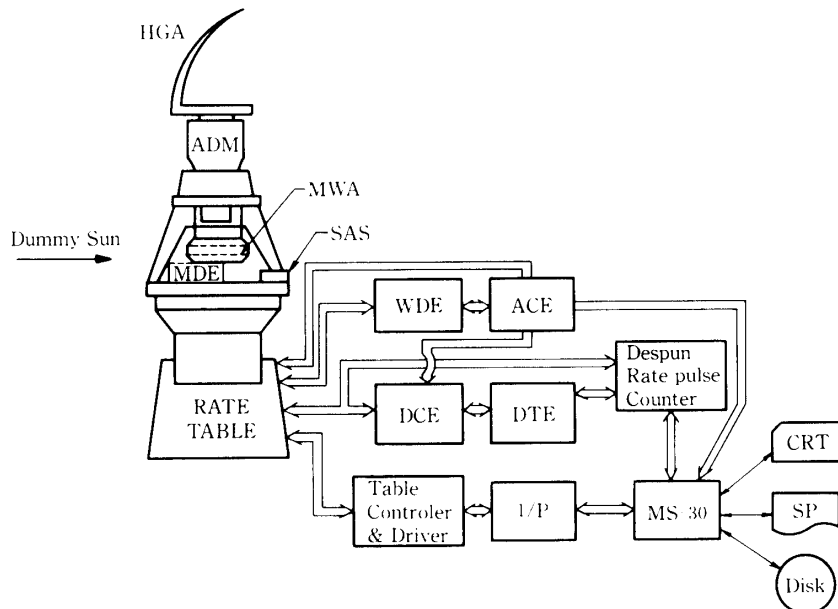 HGA
ADM
MWA
SAS
Dummy Sun
MDE
WDE
ACE
Despun
Rate pulse
Counter
RATE
TABLE
DCE
DTE
CRT
Table
Controler
& Driver
I/P
MS 30
SP
Disk